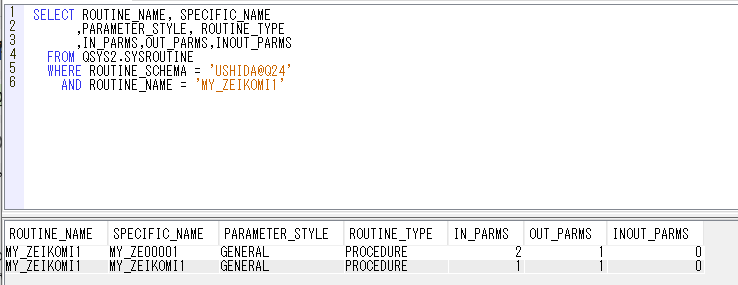 1 SELECT ROUTINE_NAME, SPECIFIC_NAME
2 ,PARAMETER_STYLE, ROUTINE_TYPE
3 ,IN_PARMS,OUT_PARMS,INOUT_PARMS
4 FROM QSYS2.SYSROUTINE
5 WHERE ROUTINE_SCHEMA = 'USHIDA@Q24'
6 AND ROUTINE_NAME = 'MY_ZEIKOMI1'
ROUTINE_NAME SPECIFIC_NAME PARAMETER_STYLE ROUTINE_TYPE IN_PARMS OUT_PARMS INOUT_PARMS
MY_ZEIKOMI1 MY_ZE00001 GENERAL PROCEDURE 2 1 0
MY_ZEIKOMI1 MY_ZEIKOMI1 GENERAL PROCEDURE 1 1 0